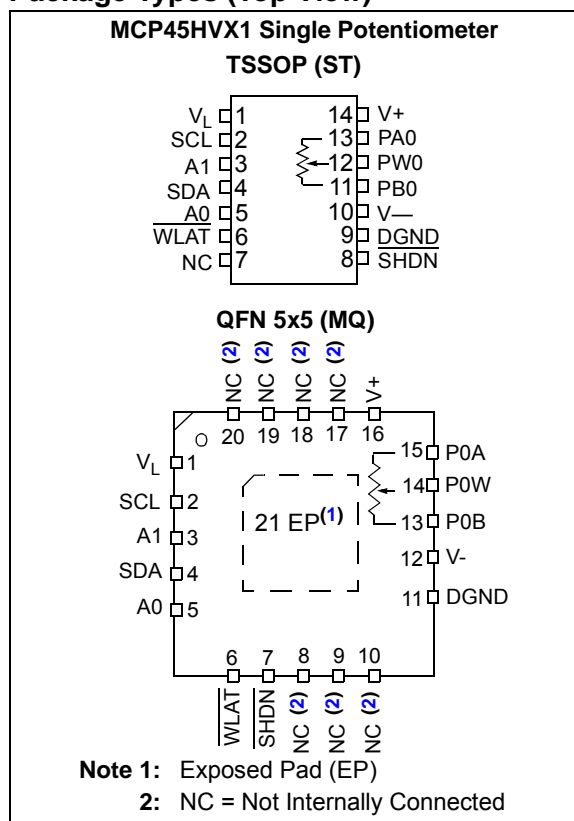 MCP45HVX1 Single Potentiometer
TSSOP (ST)
VL 1 14 V+
SCL 2 13 PA0
A1 3 12 PW0
SDA 4 11 PB0
A0 5 10 V—
WLAT 6 9 DGND
NC 7 8 SHDN
QFN 5x5 (MQ)
NC (2) NC (2) NC (2) NC (2) V+
20 19 18 17 16
VL 1 15 P0A
SCL 2 14 P0W
A1 3 21 EP(1) 13 P0B
SDA 4 12 V-
A0 5 11 DGND
6 7 8 9 10
WLAT SHDN NC (2) NC (2) NC (2)
Note 1: Exposed Pad (EP)
2: NC = Not Internally Connected